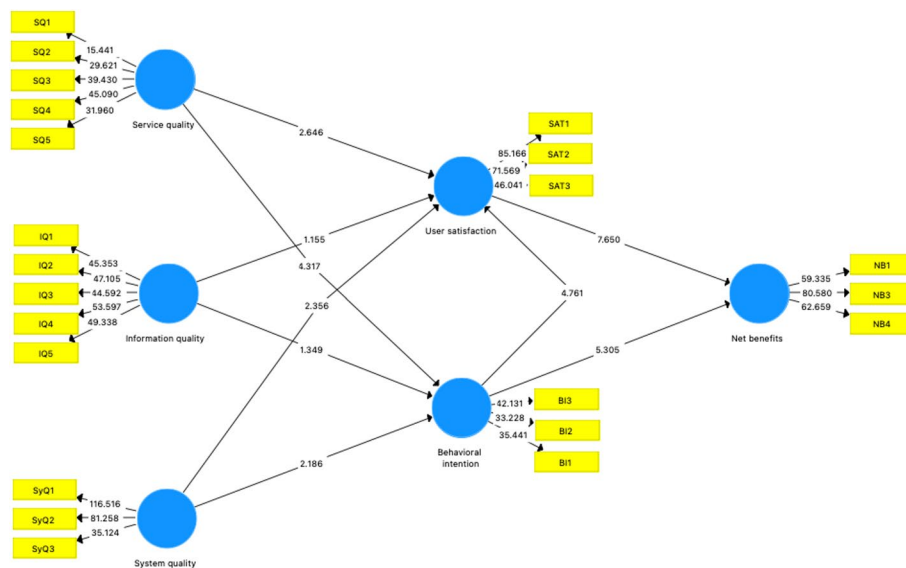 SQ1
SQ2
SQ3
SQ4
SQ5
15.441
29.621
39.430
45.090
31.960
Service quality
IQ1
IQ2
IQ3
IQ4
IQ5
45.353
47.105
44.592
53.597
49.338
Information quality
SyQ1
SyQ2
SyQ3
116.516
81.258
35.124
System quality
2.646
1.155
4.317
2.356
1.349
2.186
SAT1
SAT2
SAT3
85.166
71.569
46.041
User satisfaction
4.761
7.650
5.305
42.131
33.228
35.441
BI3
BI2
BI1
Behavioral
intention
59.335
80.580
62.659
NB1
NB3
NB4
Net benefits